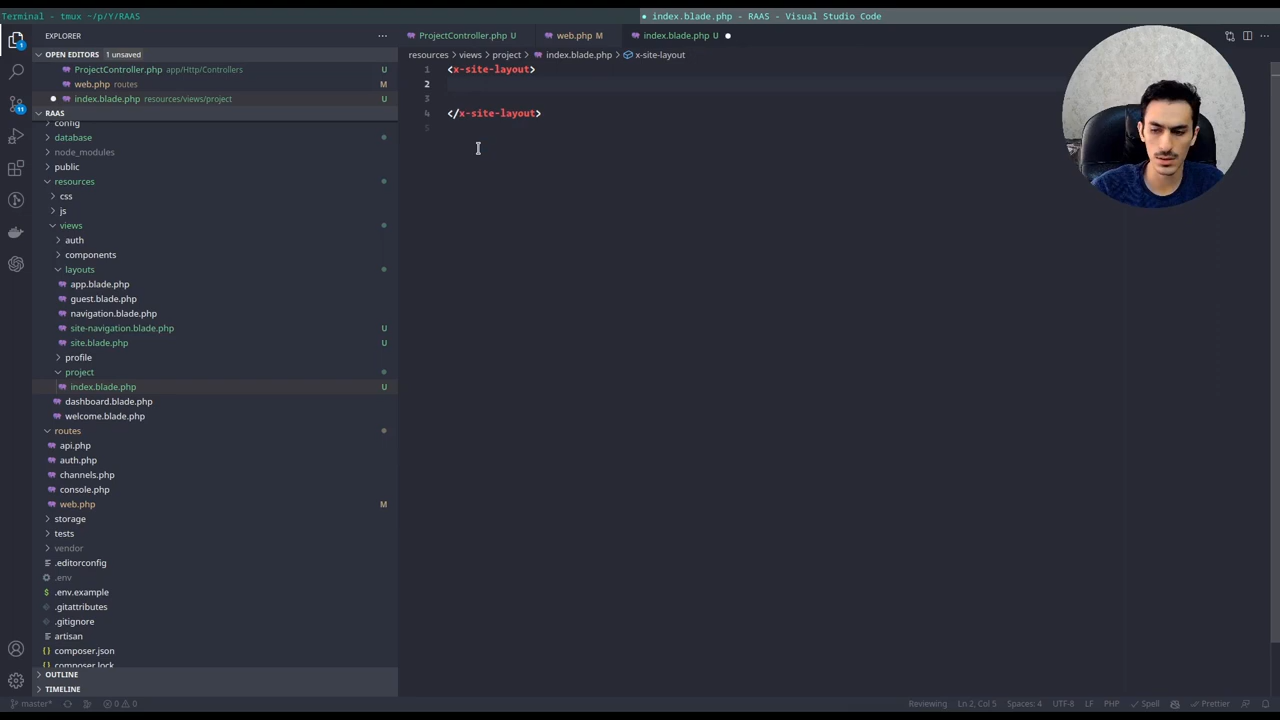 Terminal - tmux ~/p/Y/RAAS
● index.blade.php - RAAS - Visual Studio Code
EXPLORER
OPEN EDITORS 1 unsaved
ProjectController.php app/Http/Controllers U
web.php routes M
index.blade.php resources/views/project U
RAAS
config
database
node_modules
public
resources
css
js
views
auth
components
layouts
app.blade.php
guest.blade.php
navigation.blade.php
site-navigation.blade.php U
site.blade.php U
profile
project
index.blade.php U
dashboard.blade.php
welcome.blade.php
routes
api.php
auth.php
channels.php
console.php
web.php M
storage
tests
vendor
.editorconfig
.env
.env.example
.gitattributes
.gitignore
artisan
composer.json
composer.lock
OUTLINE
TIMELINE
ProjectController.php U web.php M index.blade.php U
resources > views > project > index.blade.php > x-site-layout
1 <x-site-layout>
2
3
4 </x-site-layout>
5
1
11
master* 0 0 Reviewing Ln 2, Col 5 Spaces: 4 UTF-8 LF PHP Spell Prettier